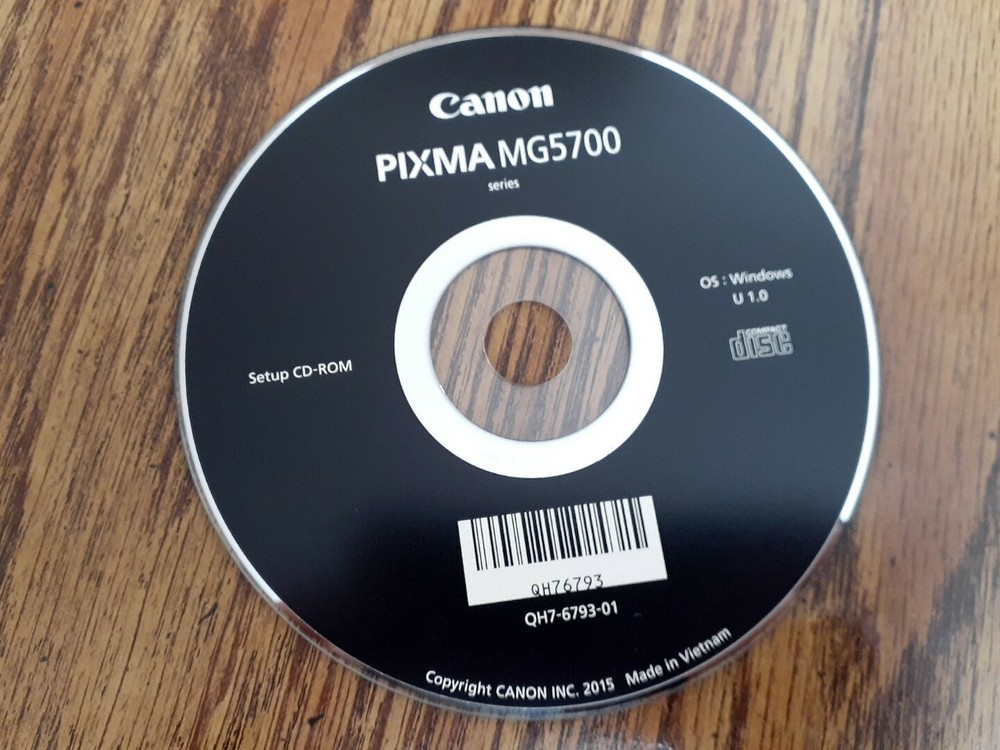 Canon
PIXMA MG5700
series
OS : Windows
U 1.0
COMPACT
disc
Setup CD-ROM
QH76793
QH7-6793-01
Copyright CANON INC. 2015 Made in Vietnam